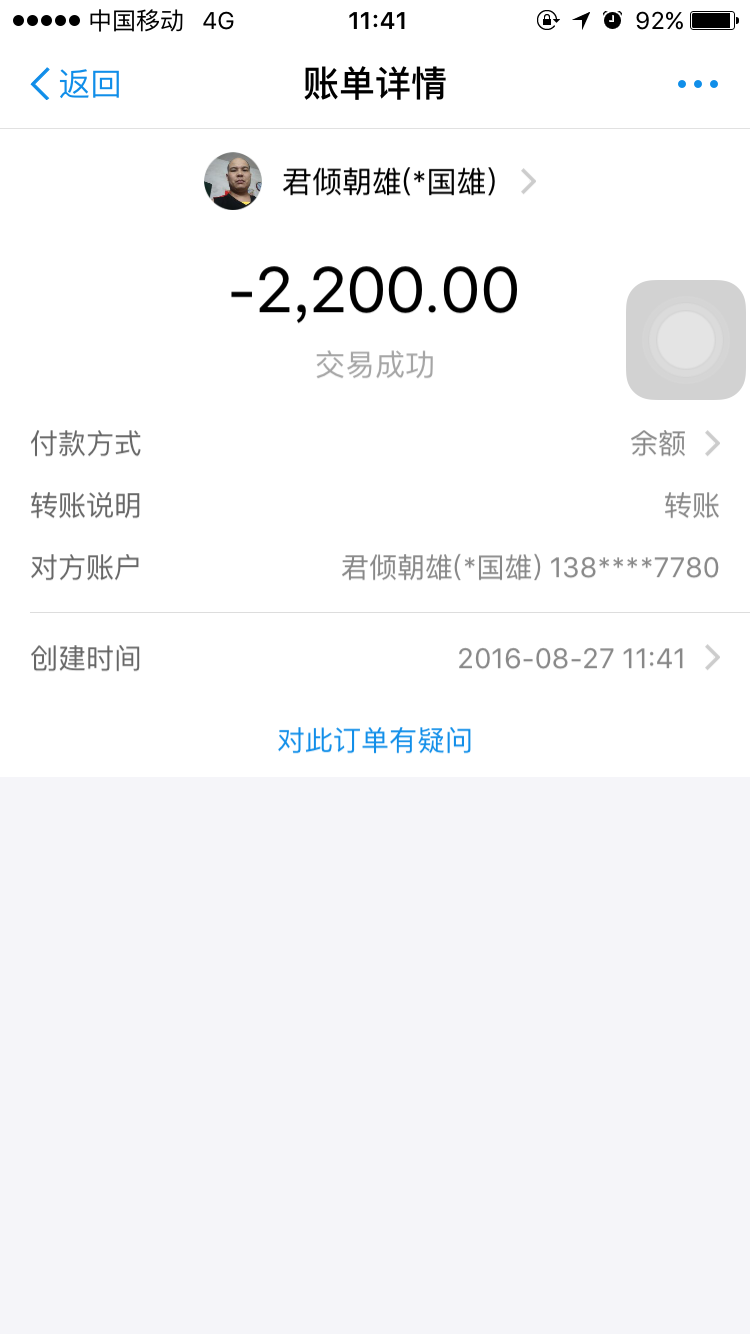 中国移动 4G 11:41 92%
返回 账单详情
君倾朝雄(*国雄)
-2,200.00
交易成功
付款方式 余额
转账说明 转账
对方账户 君倾朝雄(*国雄) 138****7780
创建时间 2016-08-27 11:41
对此订单有疑问